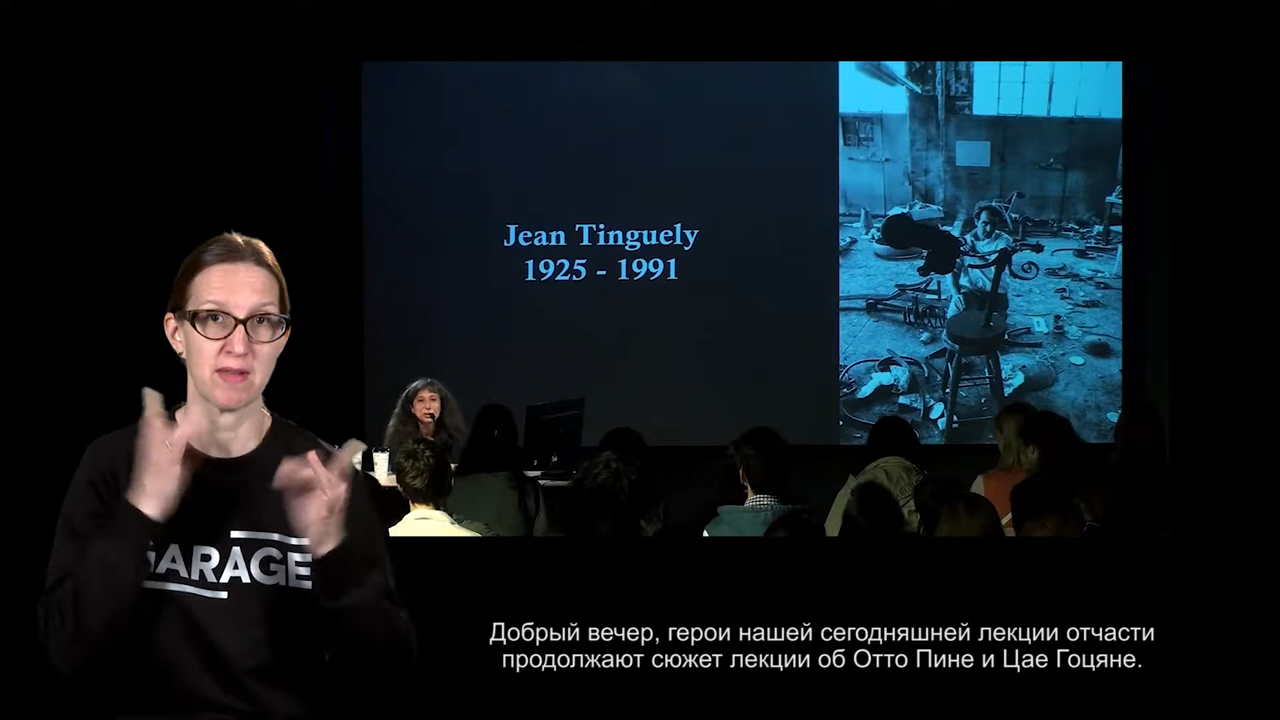 Jean Tinguely
1925 - 1991
GARAGE
Добрый вечер, герои нашей сегодняшней лекции отчасти
продолжают сюжет лекции об Отто Пине и Цае Гоцяне.